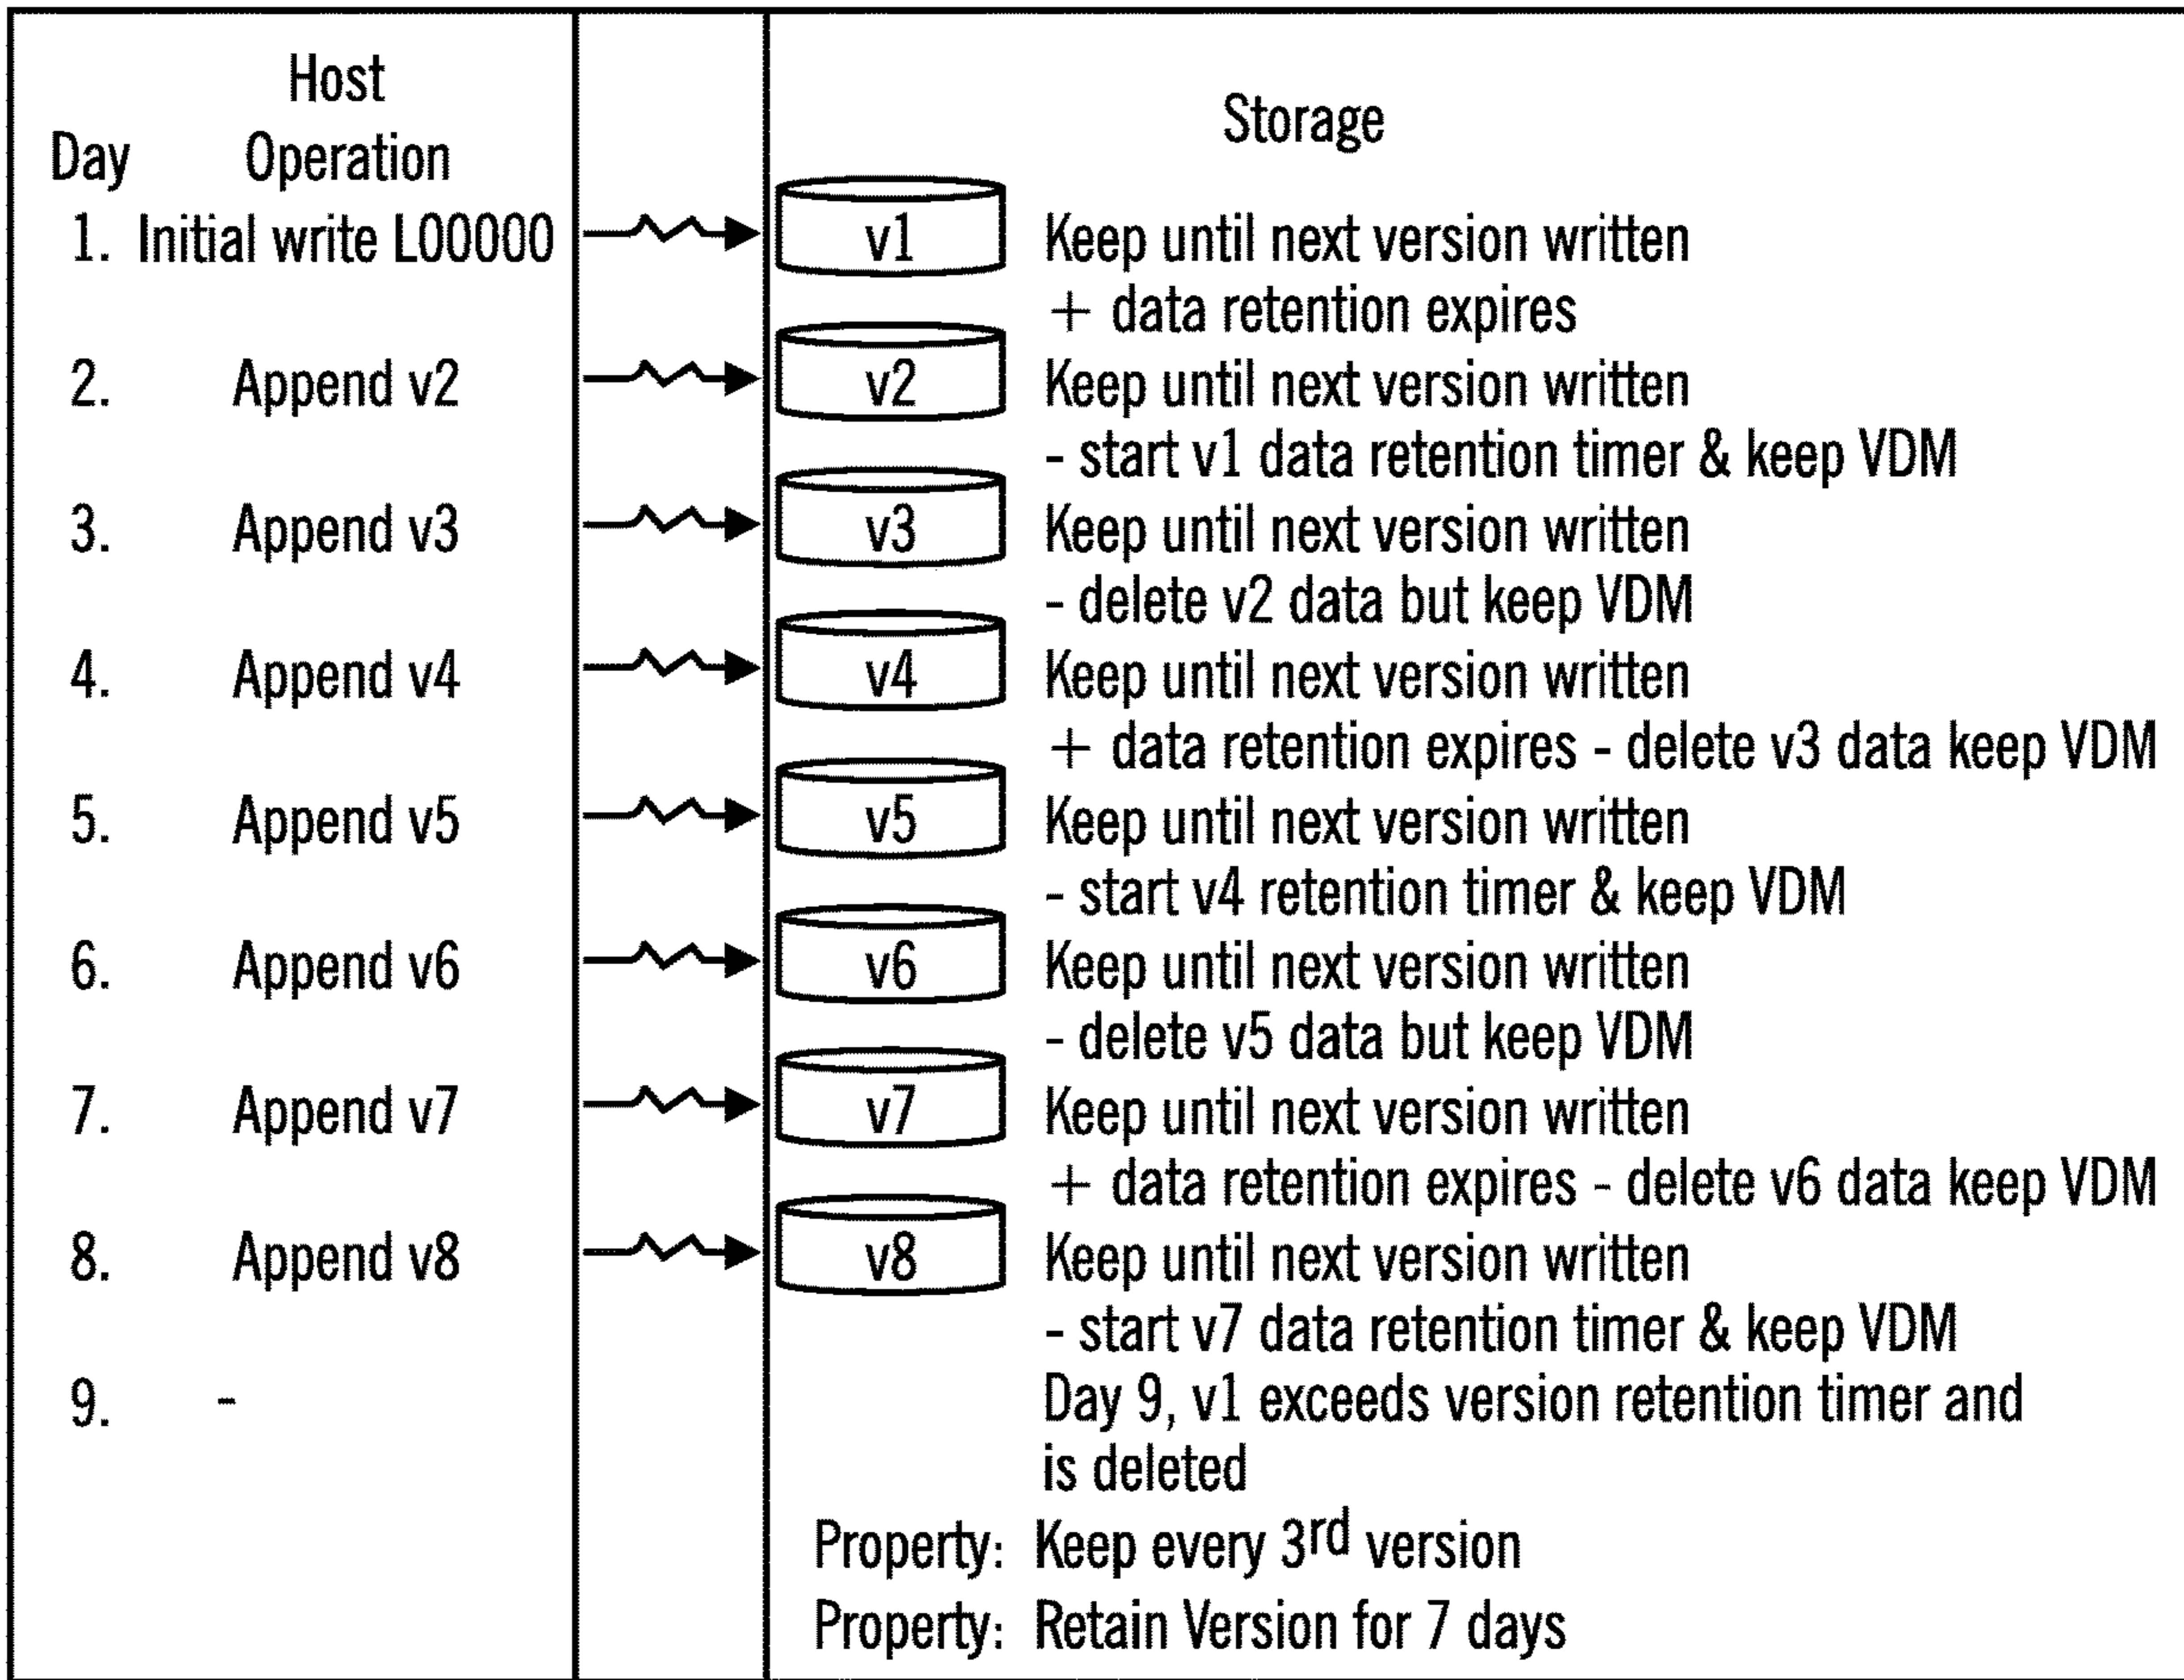 Host
Day Operation
Storage
1. Initial write L00000 v1 Keep until next version written
+ data retention expires
2. Append v2 v2 Keep until next version written
- start v1 data retention timer & keep VDM
3. Append v3 v3 Keep until next version written
- delete v2 data but keep VDM
4. Append v4 v4 Keep until next version written
+ data retention expires - delete v3 data keep VDM
5. Append v5 v5 Keep until next version written
- start v4 retention timer & keep VDM
6. Append v6 v6 Keep until next version written
- delete v5 data but keep VDM
7. Append v7 v7 Keep until next version written
+ data retention expires - delete v6 data keep VDM
8. Append v8 v8 Keep until next version written
- start v7 data retention timer & keep VDM
9. - Day 9, v1 exceeds version retention timer and
is deleted
Property: Keep every 3rd version
Property: Retain Version for 7 days